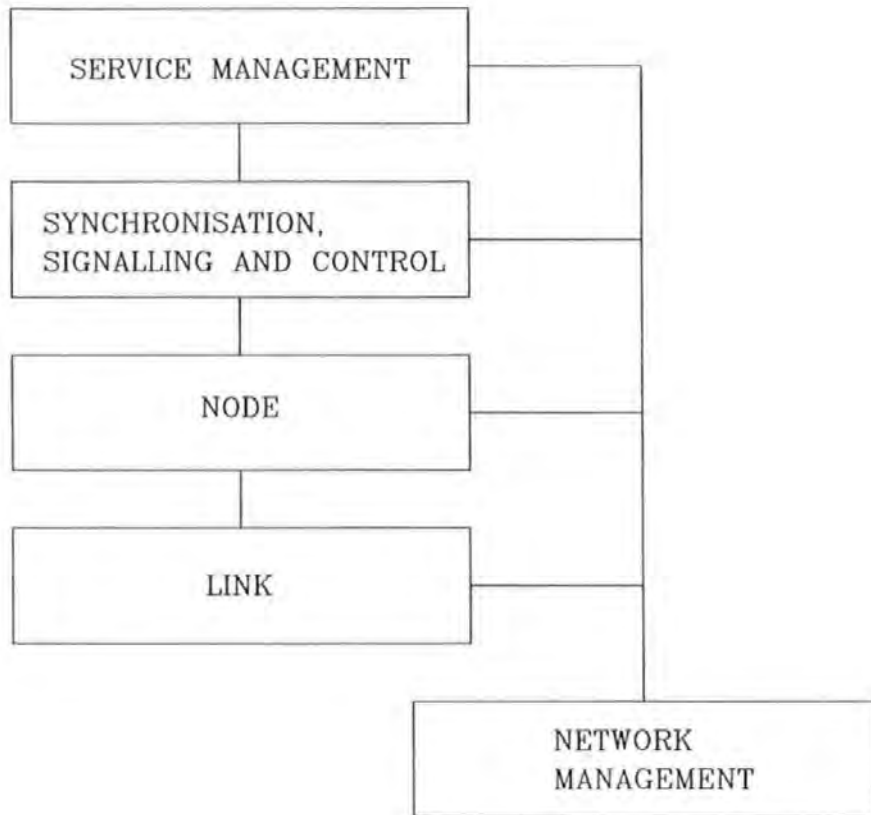 SERVICE MANAGEMENT
SYNCHRONISATION,
SIGNALLING AND CONTROL
NODE
LINK
NETWORK
MANAGEMENT